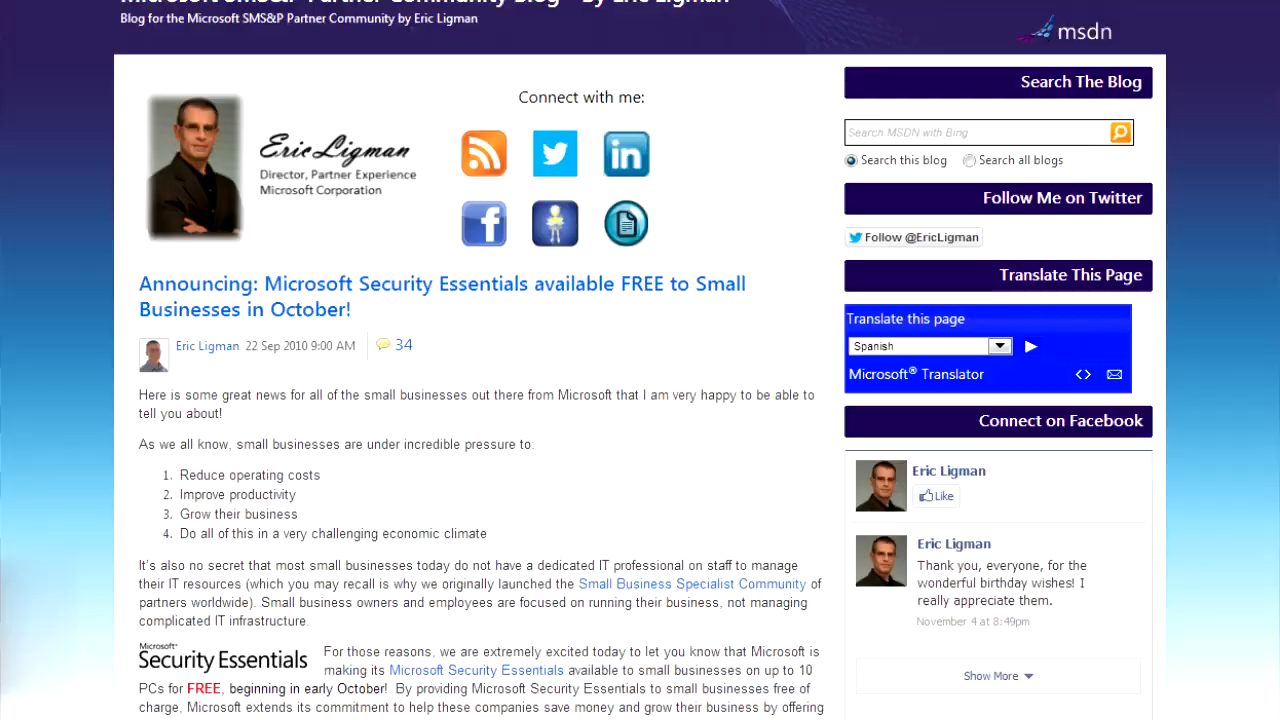 Microsoft SMS&P Partner Community Blog - By Eric Ligman
Blog for the Microsoft SMS&P Partner Community by Eric Ligman
msdn
Connect with me:
Eric Ligman
Director, Partner Experience
Microsoft Corporation
in
f
Announcing: Microsoft Security Essentials available FREE to Small
Businesses in October!
Eric Ligman 22 Sep 2010 9:00 AM 34
Here is some great news for all of the small businesses out there from Microsoft that I am very happy to be able to
tell you about!
As we all know, small businesses are under incredible pressure to:
1. Reduce operating costs
2. Improve productivity
3. Grow their business
4. Do all of this in a very challenging economic climate
It's also no secret that most small businesses today do not have a dedicated IT professional on staff to manage
their IT resources (which you may recall is why we originally launched the Small Business Specialist Community of
partners worldwide). Small business owners and employees are focused on running their business, not managing
complicated IT infrastructure.
Microsoft®
Security Essentials
For those reasons, we are extremely excited today to let you know that Microsoft is
making its Microsoft Security Essentials available to small businesses on up to 10
PCs for FREE, beginning in early October! By providing Microsoft Security Essentials to small businesses free of
charge, Microsoft extends its commitment to help these companies save money and grow their business by offering
Search The Blog
Search MSDN with Bing
Search this blog Search all blogs
Follow Me on Twitter
Follow @EricLigman
Translate This Page
Translate this page
Spanish
Microsoft® Translator
Connect on Facebook
Eric Ligman
Like
Eric Ligman
Thank you, everyone, for the
wonderful birthday wishes! I
really appreciate them.
November 4 at 8:49pm
Show More